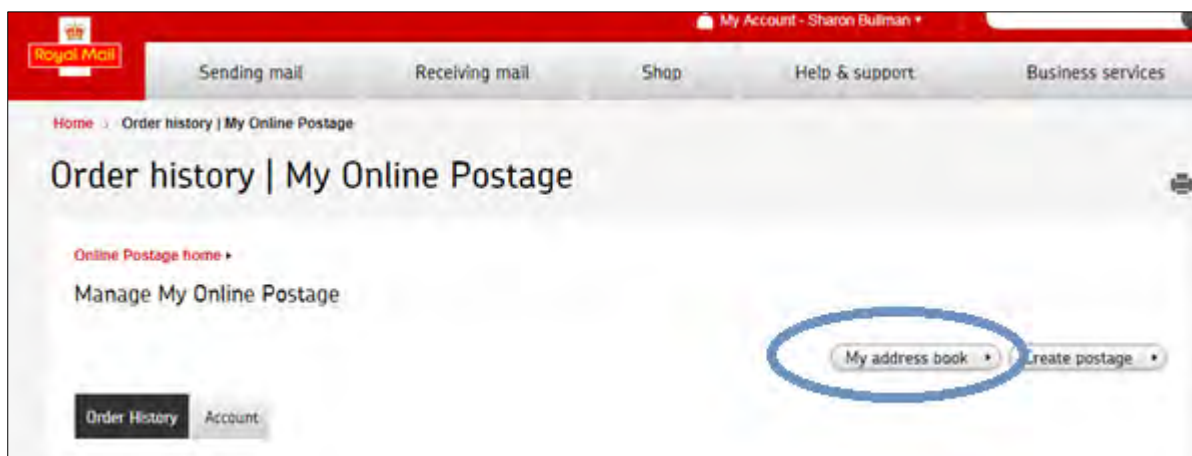 My Account - Sharon Bullman
Royal Mail
Sending mail Receiving mail Shop Help & support Business services
Home › Order history | My Online Postage
Order history | My Online Postage
Online Postage home
Manage My Online Postage
My address book Create postage
Order History Account